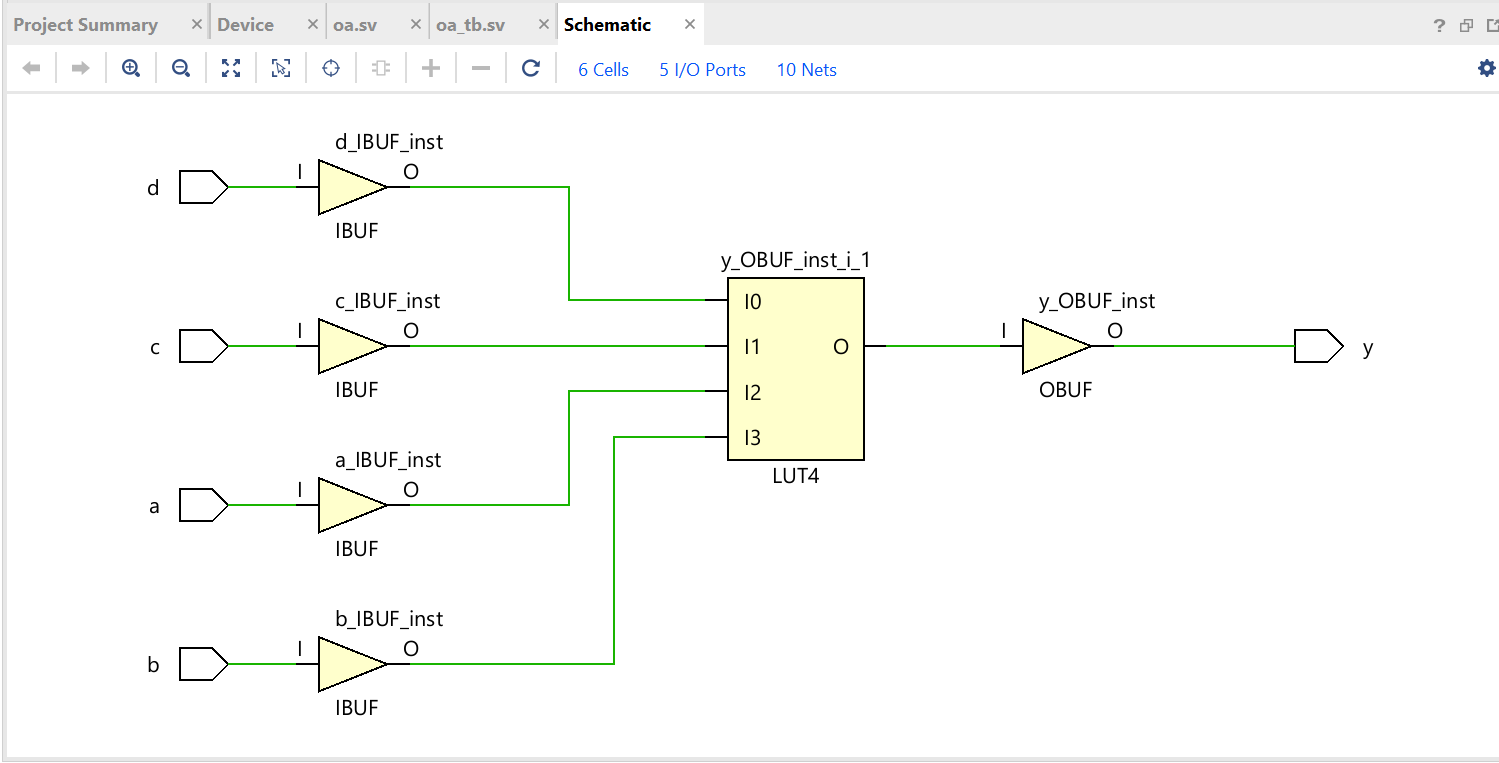 Project Summary × Device × oa.sv × oa_tb.sv × Schematic × ?
6 Cells 5 I/O Ports 10 Nets
d_IBUF_inst
d I O
IBUF
y_OBUF_inst_i_1
I0
c_IBUF_inst y_OBUF_inst
c I O I1 O I O y
IBUF I2 OBUF
I3
a_IBUF_inst LUT4
a I O
IBUF
b_IBUF_inst
b I O
IBUF